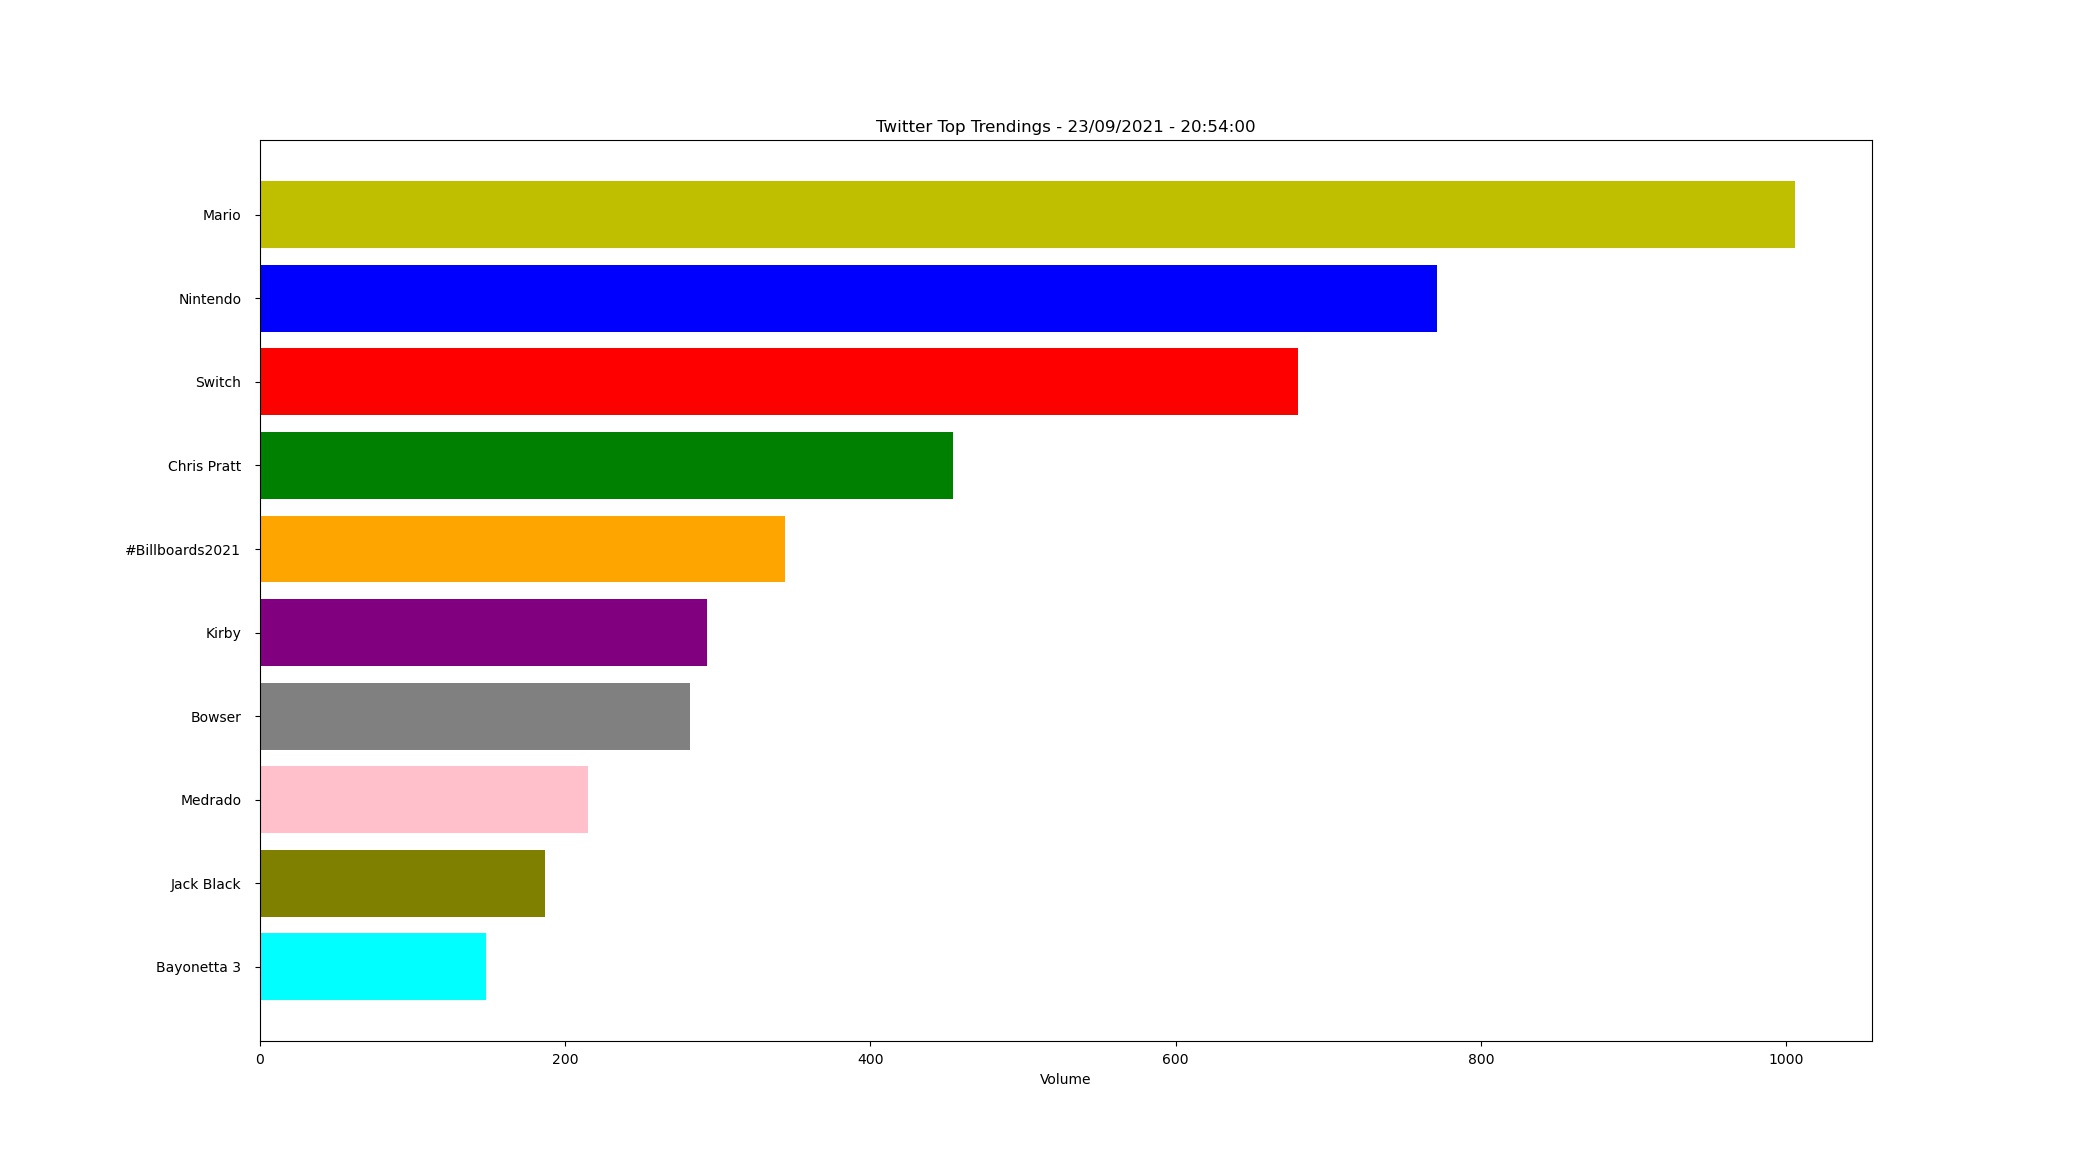 Twitter Top Trendings - 23/09/2021 - 20:54:00
Mario
Nintendo
Switch
Chris Pratt
#Billboards2021
Kirby
Bowser
Medrado
Jack Black
Bayonetta 3
0 200 400 600 800 1000
Volume